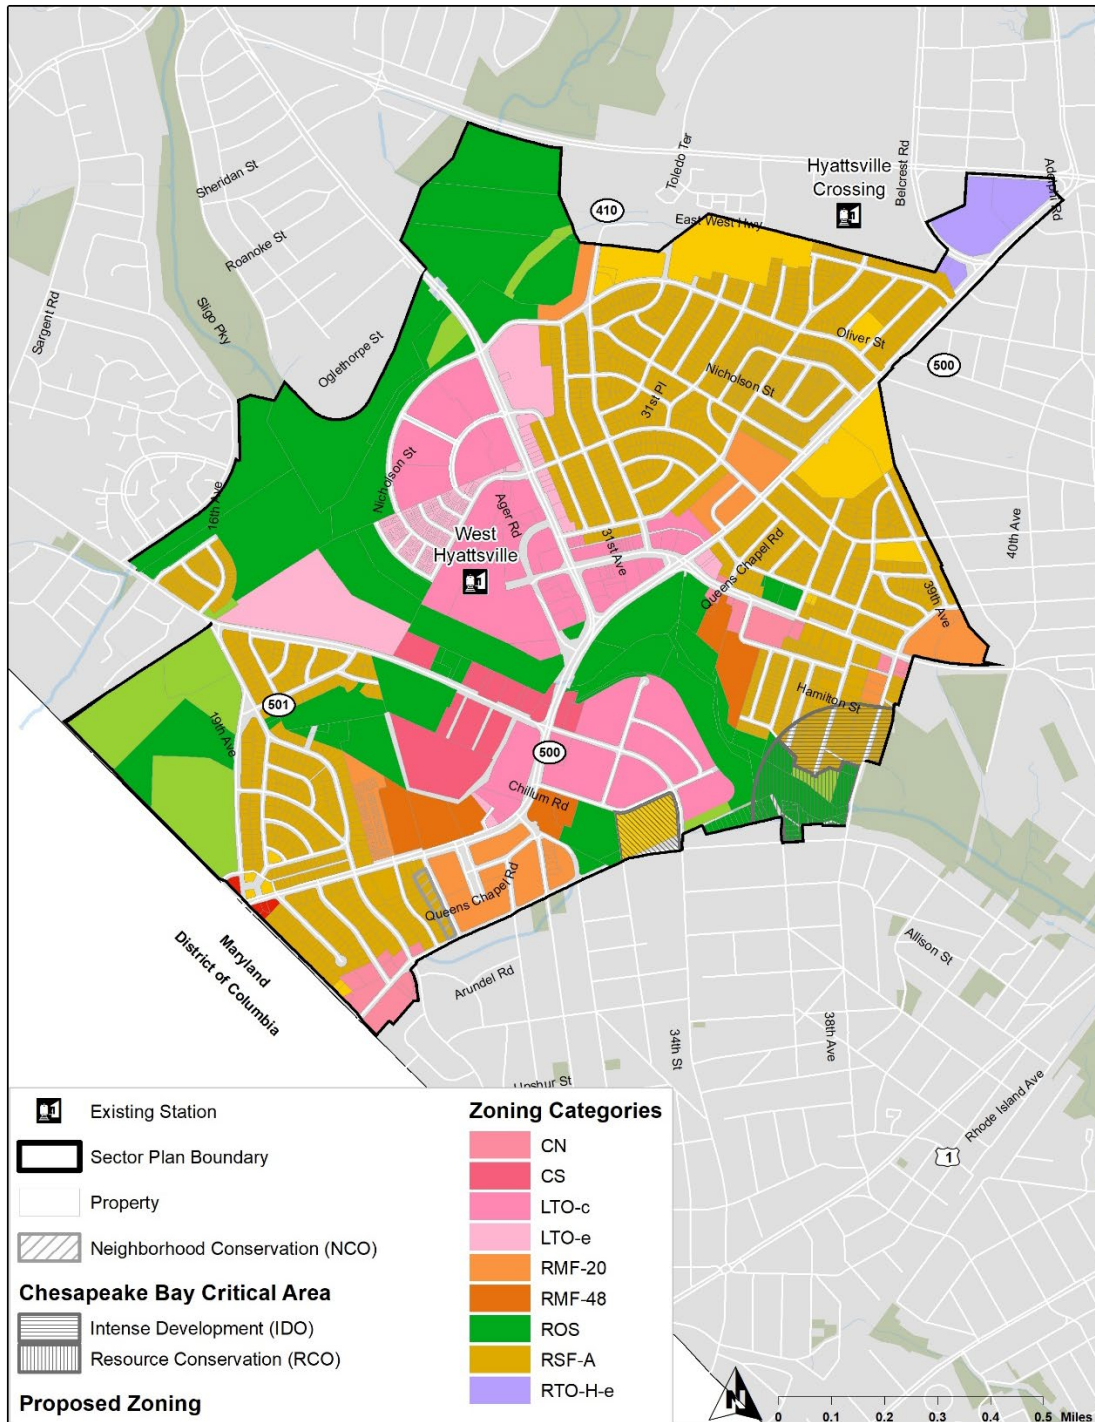 Toledo Ter
Belcrest Rd
Hyattsville
Crossing
Adelphi Rd
Sheridan St
410
East West Hwy
Roanoke St
Sargent Rd
Sligo Pky
Oglethorpe St
Oliver St
500
Nicholson St
31st Pl
Nicholson St
16th Ave
Ager Rd
West
Hyattsville
31st Ave
Queens Chapel Rd
40th Ave
39th Ave
Hamilton St
501
19th Ave
500
Chillum Rd
Queens Chapel Rd
Maryland
District of Columbia
Arundel Rd
Allison St
34th St
38th Ave
Upshur St
Rhode Island Ave
1
Existing Station
Sector Plan Boundary
Property
Neighborhood Conservation (NCO)
Chesapeake Bay Critical Area
Intense Development (IDO)
Resource Conservation (RCO)
Proposed Zoning
Zoning Categories
CN
CS
LTO-c
LTO-e
RMF-20
RMF-48
ROS
RSF-A
RTO-H-e
N
0 0.1 0.2 0.3 0.4 0.5 Miles